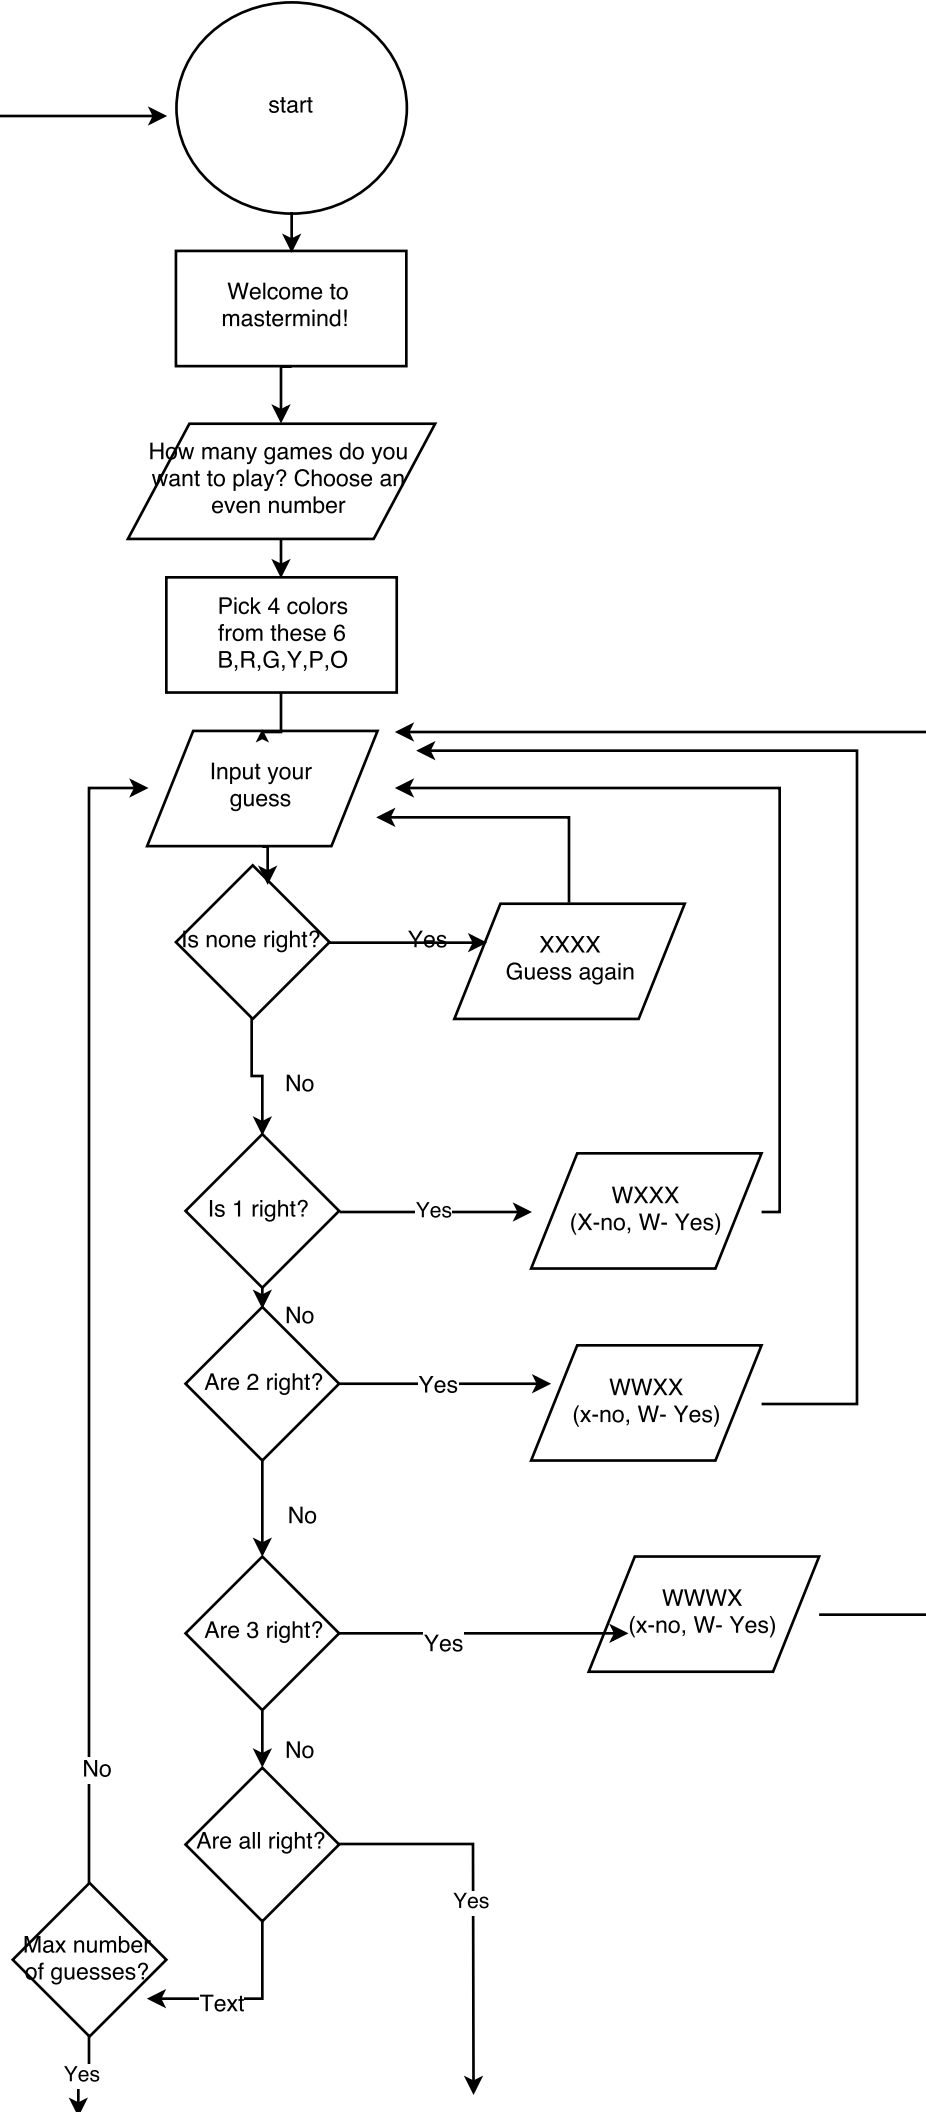 start
Welcome to
mastermind!
How many games do you
want to play? Choose an
even number
Pick 4 colors
from these 6
B,R,G,Y,P,O
Input your
guess
Is none right?
Yes
XXXX
Guess again
No
Is 1 right?
Yes
WXXX
(X-no, W- Yes)
No
Are 2 right?
Yes
WWXX
(x-no, W- Yes)
No
Are 3 right?
Yes
WWWX
(x-no, W- Yes)
No
No
Are all right?
Yes
Max number
of guesses?
Text
Yes